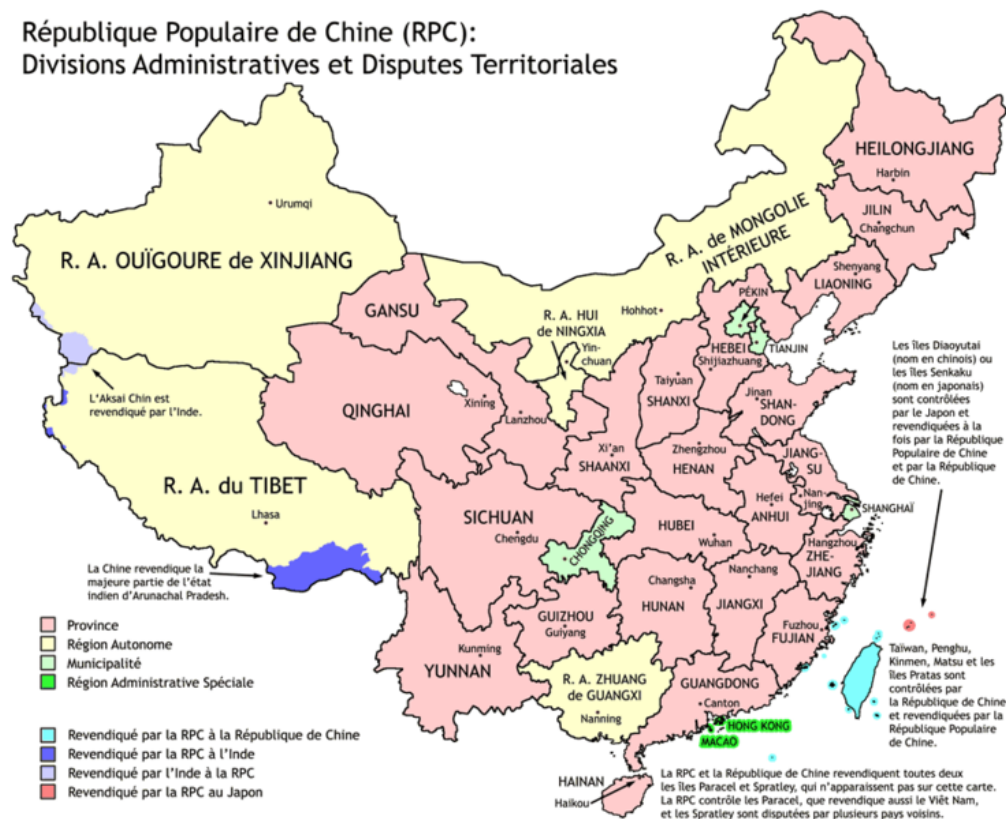 République Populaire de Chine (RPC):
Divisions Administratives et Disputes Territoriales
HEILONGJIANG
Harbin
JILIN
Changchun
Urumqi
R. A. de MONGOLIE
INTÉRIEURE
R. A. OUÏGOURE de XINJIANG
Shenyang
LIAONING
PÉKIN
GANSU
R. A. HUI
de NINGXIA
Hohhot
Yin-
chuan
HEBEI
TIANJIN
Shijiazhuang
Les îles Diaoyutai
(nom en chinois) ou
les îles Senkaku
(nom en japonais)
sont contrôlées
par le Japon et
revendiquées à la
fois par la République
Populaire de Chine
et par la République
de Chine.
L'Aksai Chin est
revendiqué par l'Inde.
Taiyuan
SHANXI
Jinan
SHAN-
DONG
QINGHAI
Xining
Lanzhou
Xi'an
SHAANXI
Zhengzhou
HENAN
JIANG-
SU
R. A. du TIBET
Lhasa
Hefei
ANHUI
Nan-
jing
SHANGHAÏ
SICHUAN
Chengdu
CHONGQING
HUBEI
Wuhan
Hangzhou
ZHE-
JIANG
La Chine revendique la
majeure partie de l'état
indien d'Arunachal Pradesh.
Changsha
HUNAN
Nanchang
JIANGXI
GUIZHOU
Guiyang
Fuzhou
FUJIAN
Province
Région Autonome
Municipalité
Région Administrative Spéciale
Kunming
YUNNAN
R. A. ZHUANG
de GUANGXI
Nanning
GUANGDONG
Canton
HONG KONG
MACAO
Taïwan, Penghu,
Kinmen, Matsu et les
îles Pratas sont
contrôlées par
la République de Chine
et revendiquées par la
République Populaire
de Chine.
Revendiqué par la RPC à la République de Chine
Revendiqué par la RPC à l'Inde
Revendiqué par l'Inde à la RPC
Revendiqué par la RPC au Japon
HAINAN
Haikou
La RPC et la République de Chine revendiquent toutes deux
les îles Paracel et Spratley, qui n'apparaissent pas sur cette carte.
La RPC contrôle les Paracel, que revendique aussi le Viêt Nam,
et les Spratley sont disputées par plusieurs pays voisins.